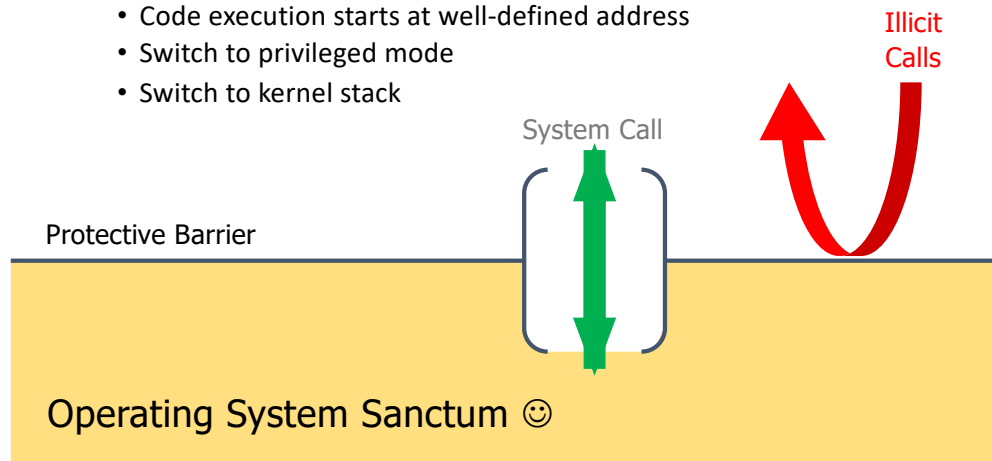 • Code execution starts at well-defined address
• Switch to privileged mode
• Switch to kernel stack
Illicit
Calls
System Call
Protective Barrier
Operating System Sanctum ☺